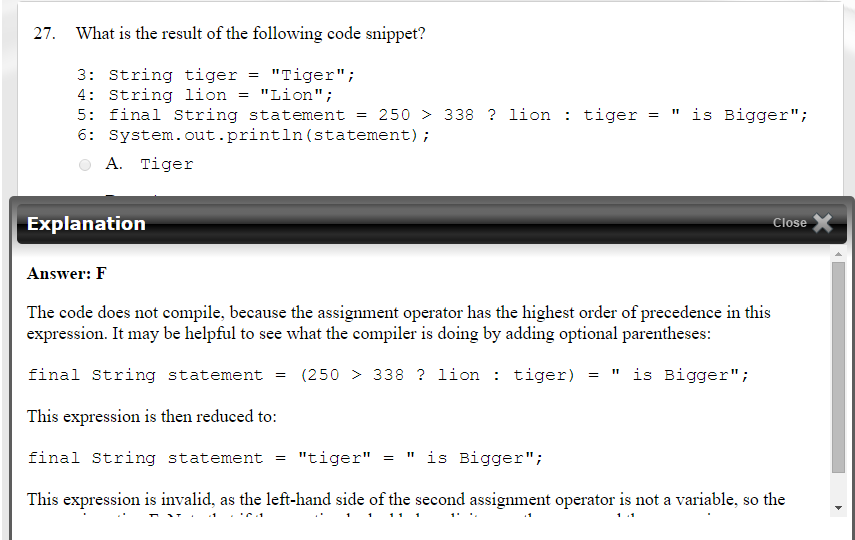 27. What is the result of the following code snippet?
3: String tiger = "Tiger";
4: String lion = "Lion";
5: final String statement = 250 > 338 ? lion : tiger = " is Bigger";
6: System.out.println(statement);
A. Tiger
Explanation
Close
Answer: F
The code does not compile, because the assignment operator has the highest order of precedence in this
expression. It may be helpful to see what the compiler is doing by adding optional parentheses:
final String statement = (250 > 338 ? lion : tiger) = " is Bigger";
This expression is then reduced to:
final String statement = "tiger" = " is Bigger";
This expression is invalid, as the left-hand side of the second assignment operator is not a variable, so the